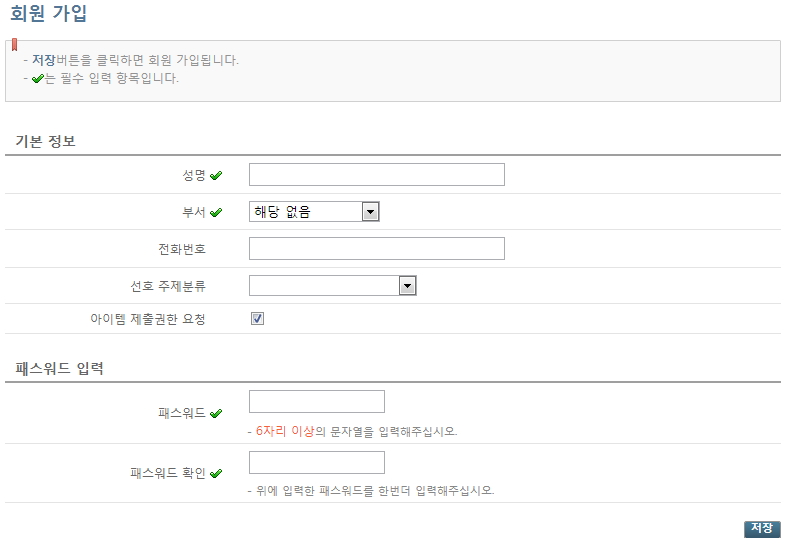 회원 가입
- 저장버튼을 클릭하면 회원 가입됩니다.
- 는 필수 입력 항목입니다.
기본 정보
성명
부서 해당 없음
전화번호
선호 주제분류
아이템 제출권한 요청
패스워드 입력
패스워드
- 6자리 이상의 문자열을 입력해주십시오.
패스워드 확인
- 위에 입력한 패스워드를 한번더 입력해주십시오.
저장